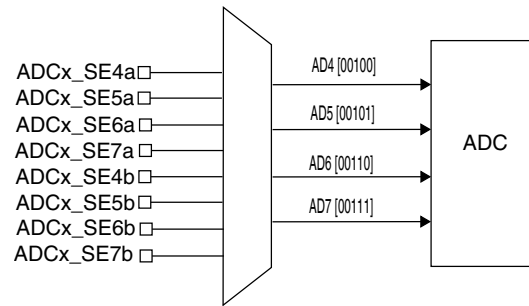 ADCx_SE4a
ADCx_SE5a
ADCx_SE6a
ADCx_SE7a
ADCx_SE4b
ADCx_SE5b
ADCx_SE6b
ADCx_SE7b
AD4 [00100]
AD5 [00101]
AD6 [00110]
AD7 [00111]
ADC